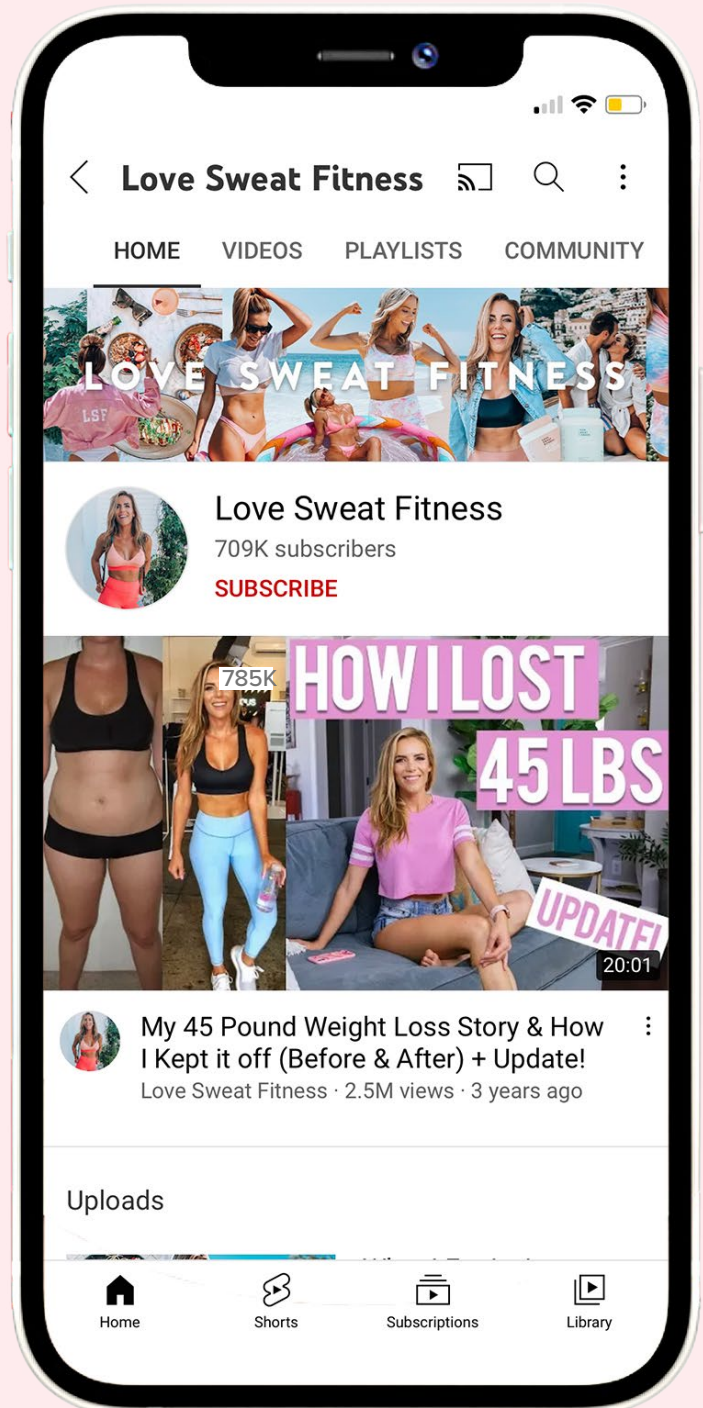 Love Sweat Fitness
HOME VIDEOS PLAYLISTS COMMUNITY
LOVE SWEAT FITNESS
LSF
Love Sweat Fitness
709K subscribers
SUBSCRIBE
785K
HOW I LOST
45 LBS
UPDATE!
20:01
My 45 Pound Weight Loss Story & How
I Kept it off (Before & After) + Update!
Love Sweat Fitness · 2.5M views · 3 years ago
Uploads
Home Shorts Subscriptions Library